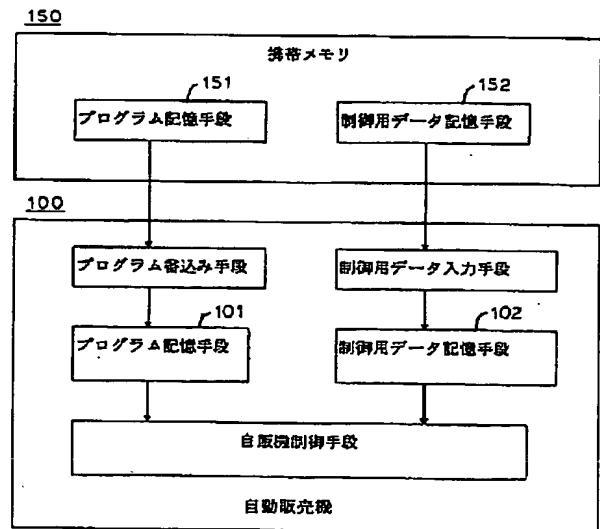 150
携帯メモリ
151
152
プログラム記憶手段
制御用データ記憶手段
100
プログラム書込み手段
制御用データ入力手段
101
102
プログラム記憶手段
制御用データ記憶手段
自販機制御手段
自動販売機